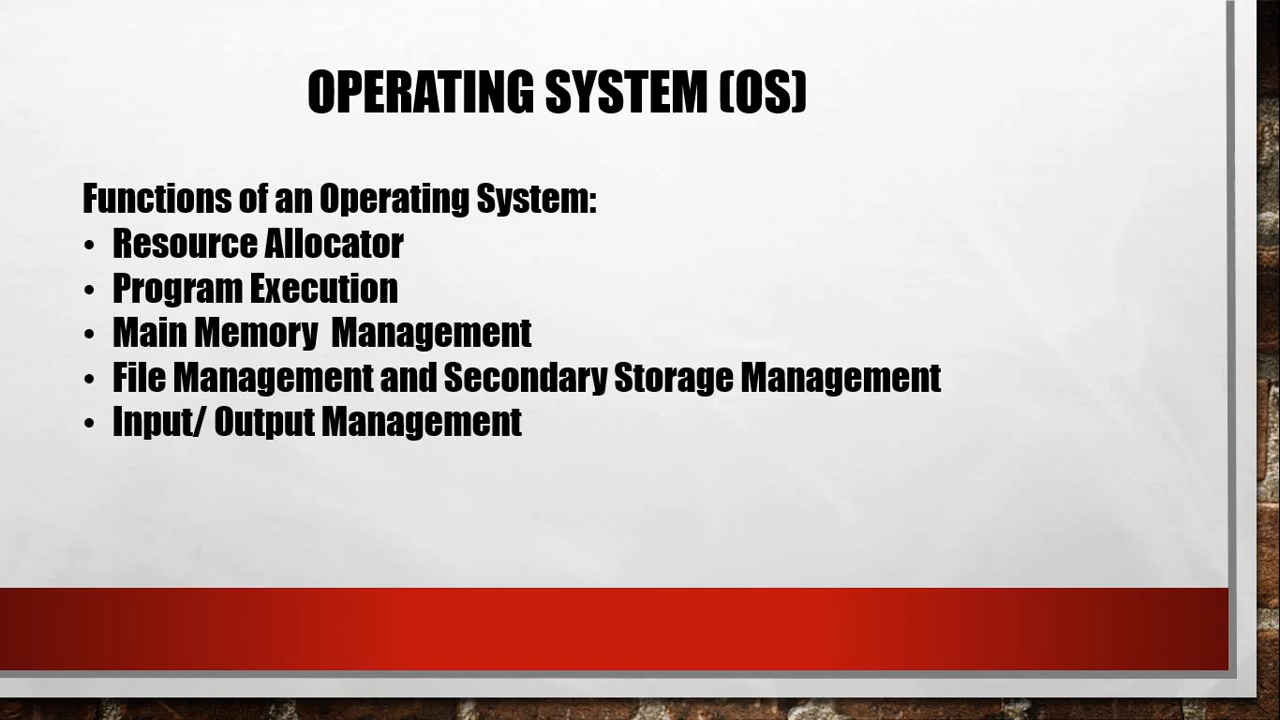 OPERATING SYSTEM (OS)
Functions of an Operating System:
• Resource Allocator
• Program Execution
• Main Memory  Management
• File Management and Secondary Storage Management
• Input/ Output Management